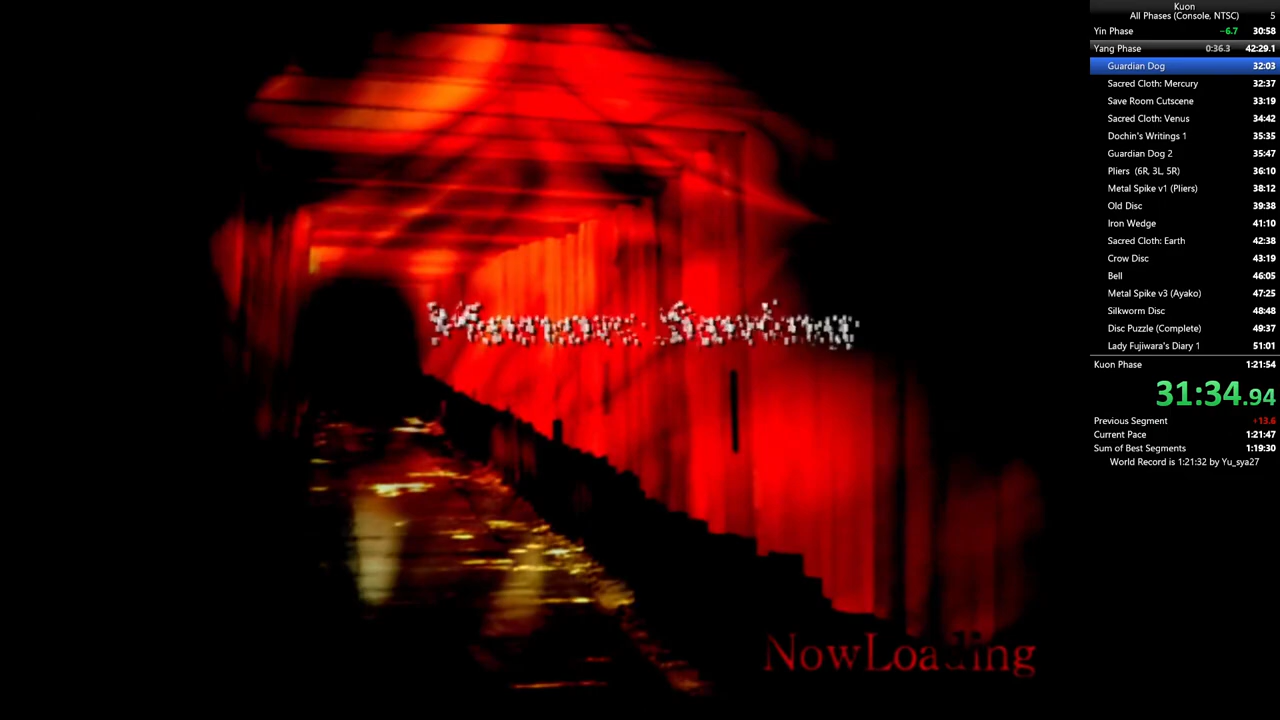 Kuon
All Phases (Console, NTSC) 5
Yin Phase -6.7 30:58
Yang Phase 0:36.3 42:29.1
Guardian Dog 32:03
Sacred Cloth: Mercury 32:37
Save Room Cutscene 33:19
Sacred Cloth: Venus 34:42
Dochin's Writings 1 35:35
Guardian Dog 2 35:47
Pliers (6R, 3L, 5R) 36:10
Metal Spike v1 (Pliers) 38:12
Old Disc 39:38
Iron Wedge 41:10
Sacred Cloth: Earth 42:38
Crow Disc 43:19
Bell 46:05
Metal Spike v3 (Ayako) 47:25
Silkworm Disc 48:48
Disc Puzzle (Complete) 49:37
Lady Fujiwara's Diary 1 51:01
Kuon Phase 1:21:54
31:34.94
Previous Segment +13.6
Current Pace 1:21:47
Sum of Best Segments 1:19:30
World Record is 1:21:32 by Yu_sya27
NowLoading